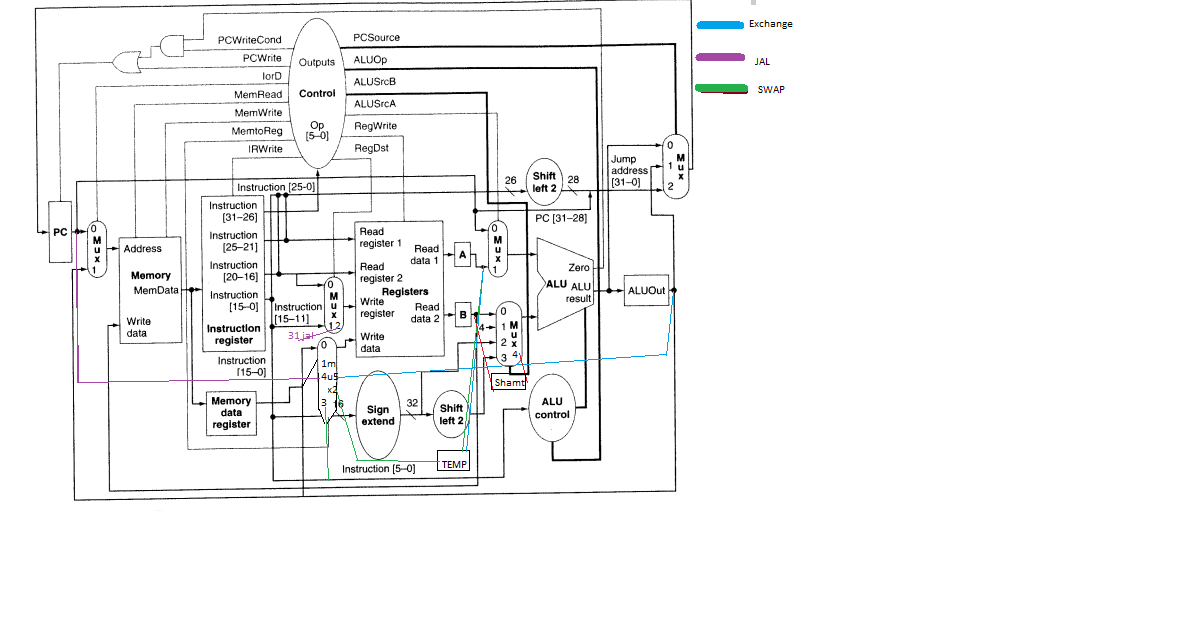 Exchange
JAL
SWAP
PCWriteCond
PCWrite
IorD
MemRead
MemWrite
MemtoReg
IRWrite
Outputs
Control
Op
[5–0]
PCSource
ALUOp
ALUSrcB
ALUSrcA
RegWrite
RegDst
PC
0
M
u
x
1
Address
Memory
MemData
Write
data
Instruction [25-0]
Instruction
[31–26]
Instruction
[25–21]
Instruction
[20–16]
Instruction
[15–0]
Instruction
register
Instruction
[15–0]
Memory
data
register
Instruction
[15–11]
31 jal
0
M
u
x
1 2
0
1m
4u5
x2
3
16
Read
register 1
Read
register 2
Registers
Write
register
Write
data
Read
data 1
Read
data 2
A
B
4
0
M
u
x
1
0
1 M
u
2 x
4
3
Shamt
Sign
extend
32
Shift
left 2
TEMP
Instruction [5–0]
ALU
control
26
Shift
left 2
28
Jump
address
[31–0]
PC [31–28]
0
M
1 u
x
2
Zero
ALU ALU
result
ALUOut